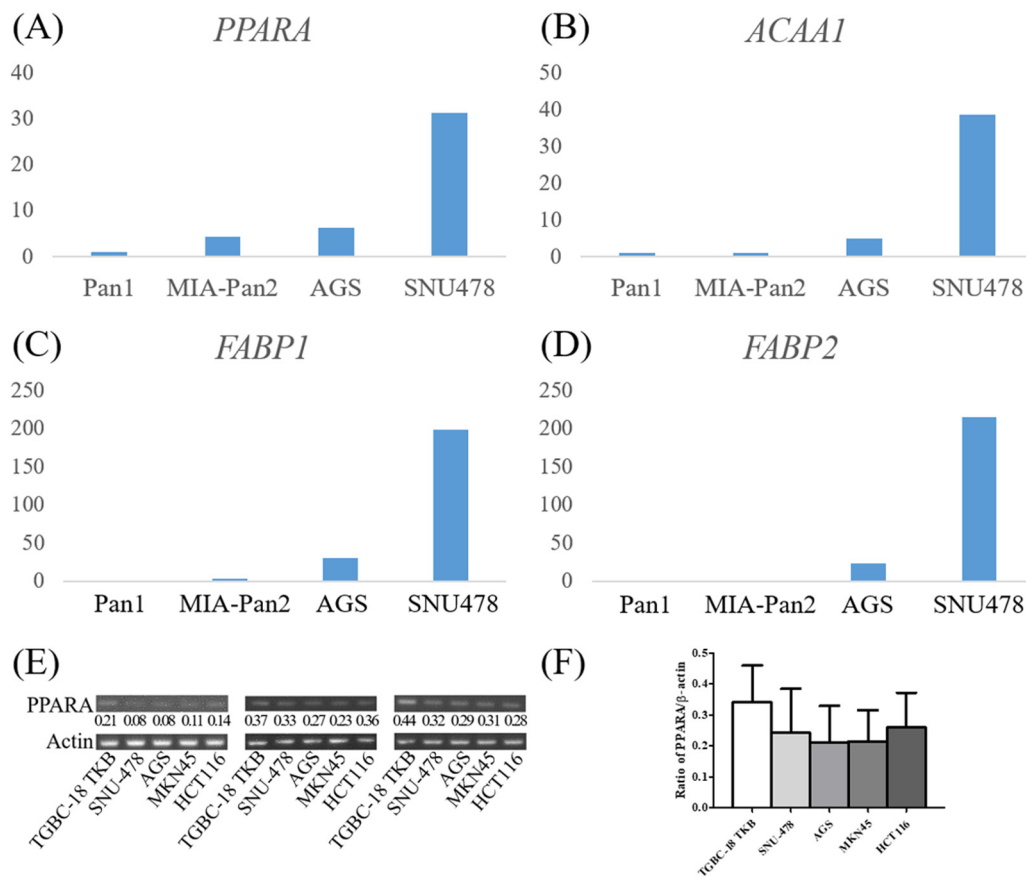 (A) PPARA
40
30
20
10
0
Pan1 MIA-Pan2 AGS SNU478
(B) ACAA1
50
40
30
20
10
0
Pan1 MIA-Pan2 AGS SNU478
(C) FABP1
250
200
150
100
50
0
Pan1 MIA-Pan2 AGS SNU478
(D) FABP2
250
200
150
100
50
0
Pan1 MIA-Pan2 AGS SNU478
(E)
PPARA
0.21 0.08 0.08 0.11 0.14 0.37 0.33 0.27 0.23 0.36 0.44 0.32 0.29 0.31 0.28
Actin
TGBC-18 TKB
SNU-478
AGS
MKN45
HCT116
TGBC-18 TKB
SNU-478
AGS
MKN45
HCT116
TGBC-18 TKB
SNU-478
AGS
MKN45
HCT116
(F)
Ratio of PPARA/β-actin
0.5
0.4
0.3
0.2
0.1
0.0
TGBC-18 TKB
SNU-478
AGS
MKN45
HCT116